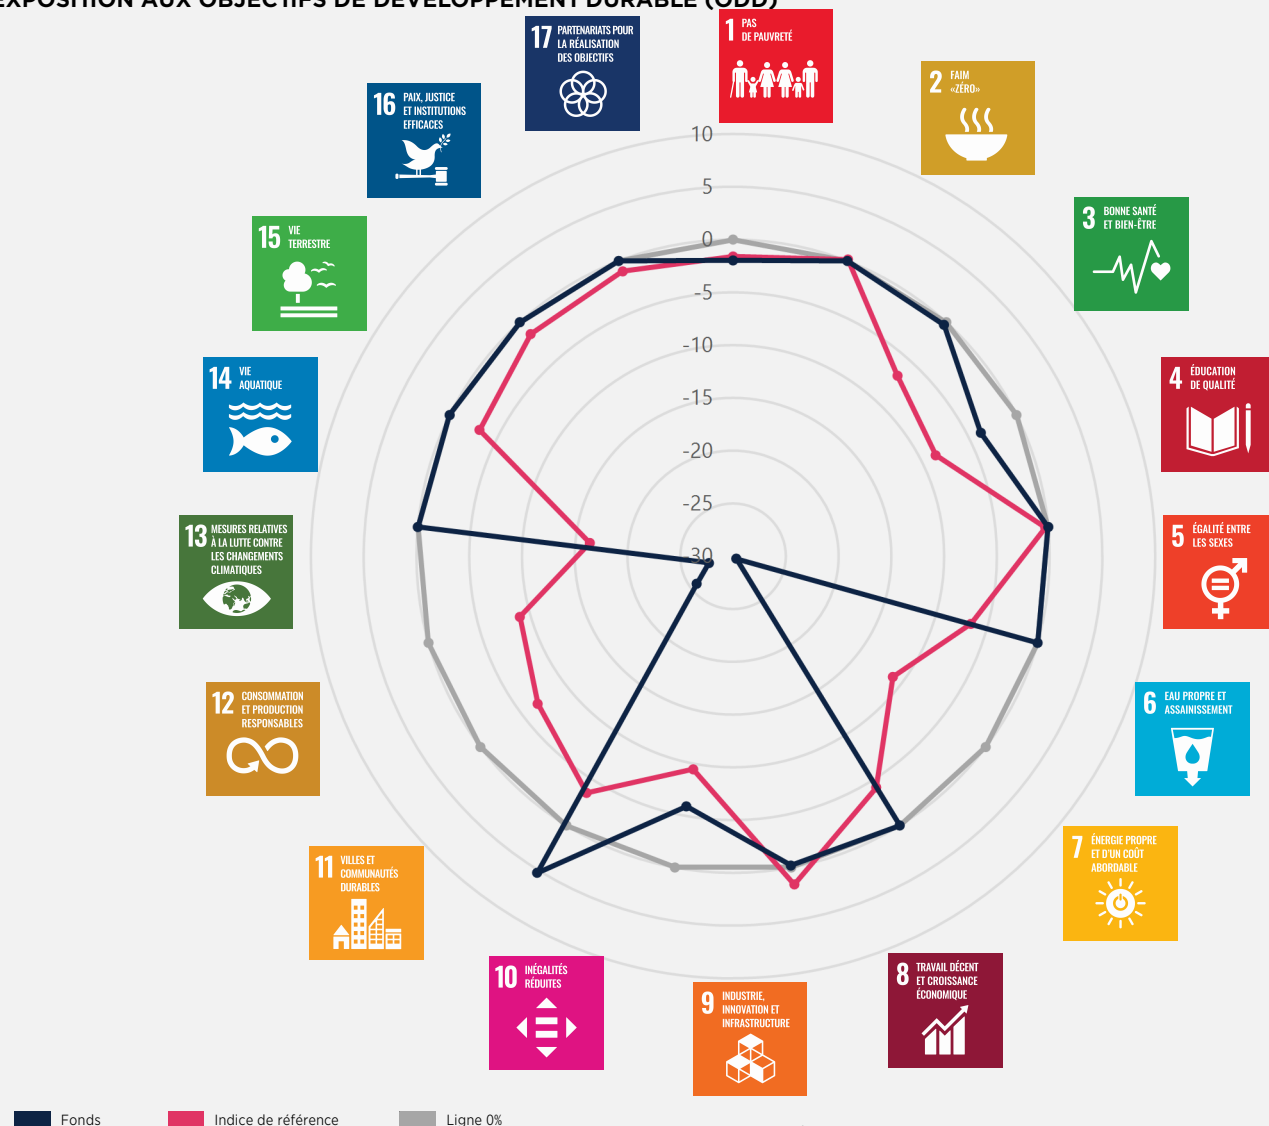 EXPOSITION AUX OBJECTIFS DE DÉVELOPPEMENT DURABLE (ODD)
1 PAS
DE PAUVRETÉ
2 FAIM
«ZÉRO»
3 BONNE SANTÉ
ET BIEN-ÊTRE
4 ÉDUCATION
DE QUALITÉ
5 ÉGALITÉ ENTRE
LES SEXES
6 EAU PROPRE ET
ASSAINISSEMENT
7 ÉNERGIE PROPRE
ET D'UN COÛT
ABORDABLE
8 TRAVAIL DÉCENT
ET CROISSANCE
ÉCONOMIQUE
9 INDUSTRIE,
INNOVATION ET
INFRASTRUCTURE
10 INÉGALITÉS
RÉDUITES
11 VILLES ET
COMMUNAUTÉS
DURABLES
12 CONSOMMATION
ET PRODUCTION
RESPONSABLES
13 MESURES RELATIVES
À LA LUTTE CONTRE
LES CHANGEMENTS
CLIMATIQUES
14 VIE
AQUATIQUE
15 VIE
TERRESTRE
16 PAIX, JUSTICE
ET INSTITUTIONS
EFFICACES
17 PARTENARIATS POUR
LA RÉALISATION
DES OBJECTIFS
10
5
0
-5
-10
-15
-20
-25
-30
Fonds
Indice de référence
Ligne 0%